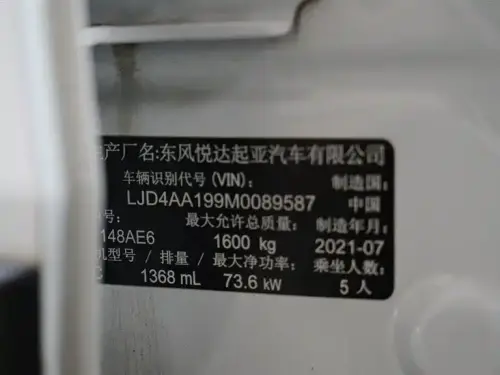 生产厂名:东风悦达起亚汽车有限公司
车辆识别代号(VIN): 制造国:
LJD4AA199M0089587 中国
号: 最大允许总质量: 制造年月:
148AE6 1600 kg 2021-07
机型号/排量/最大净功率: 乘坐人数:
C 1368 mL 73.6 kW 5人